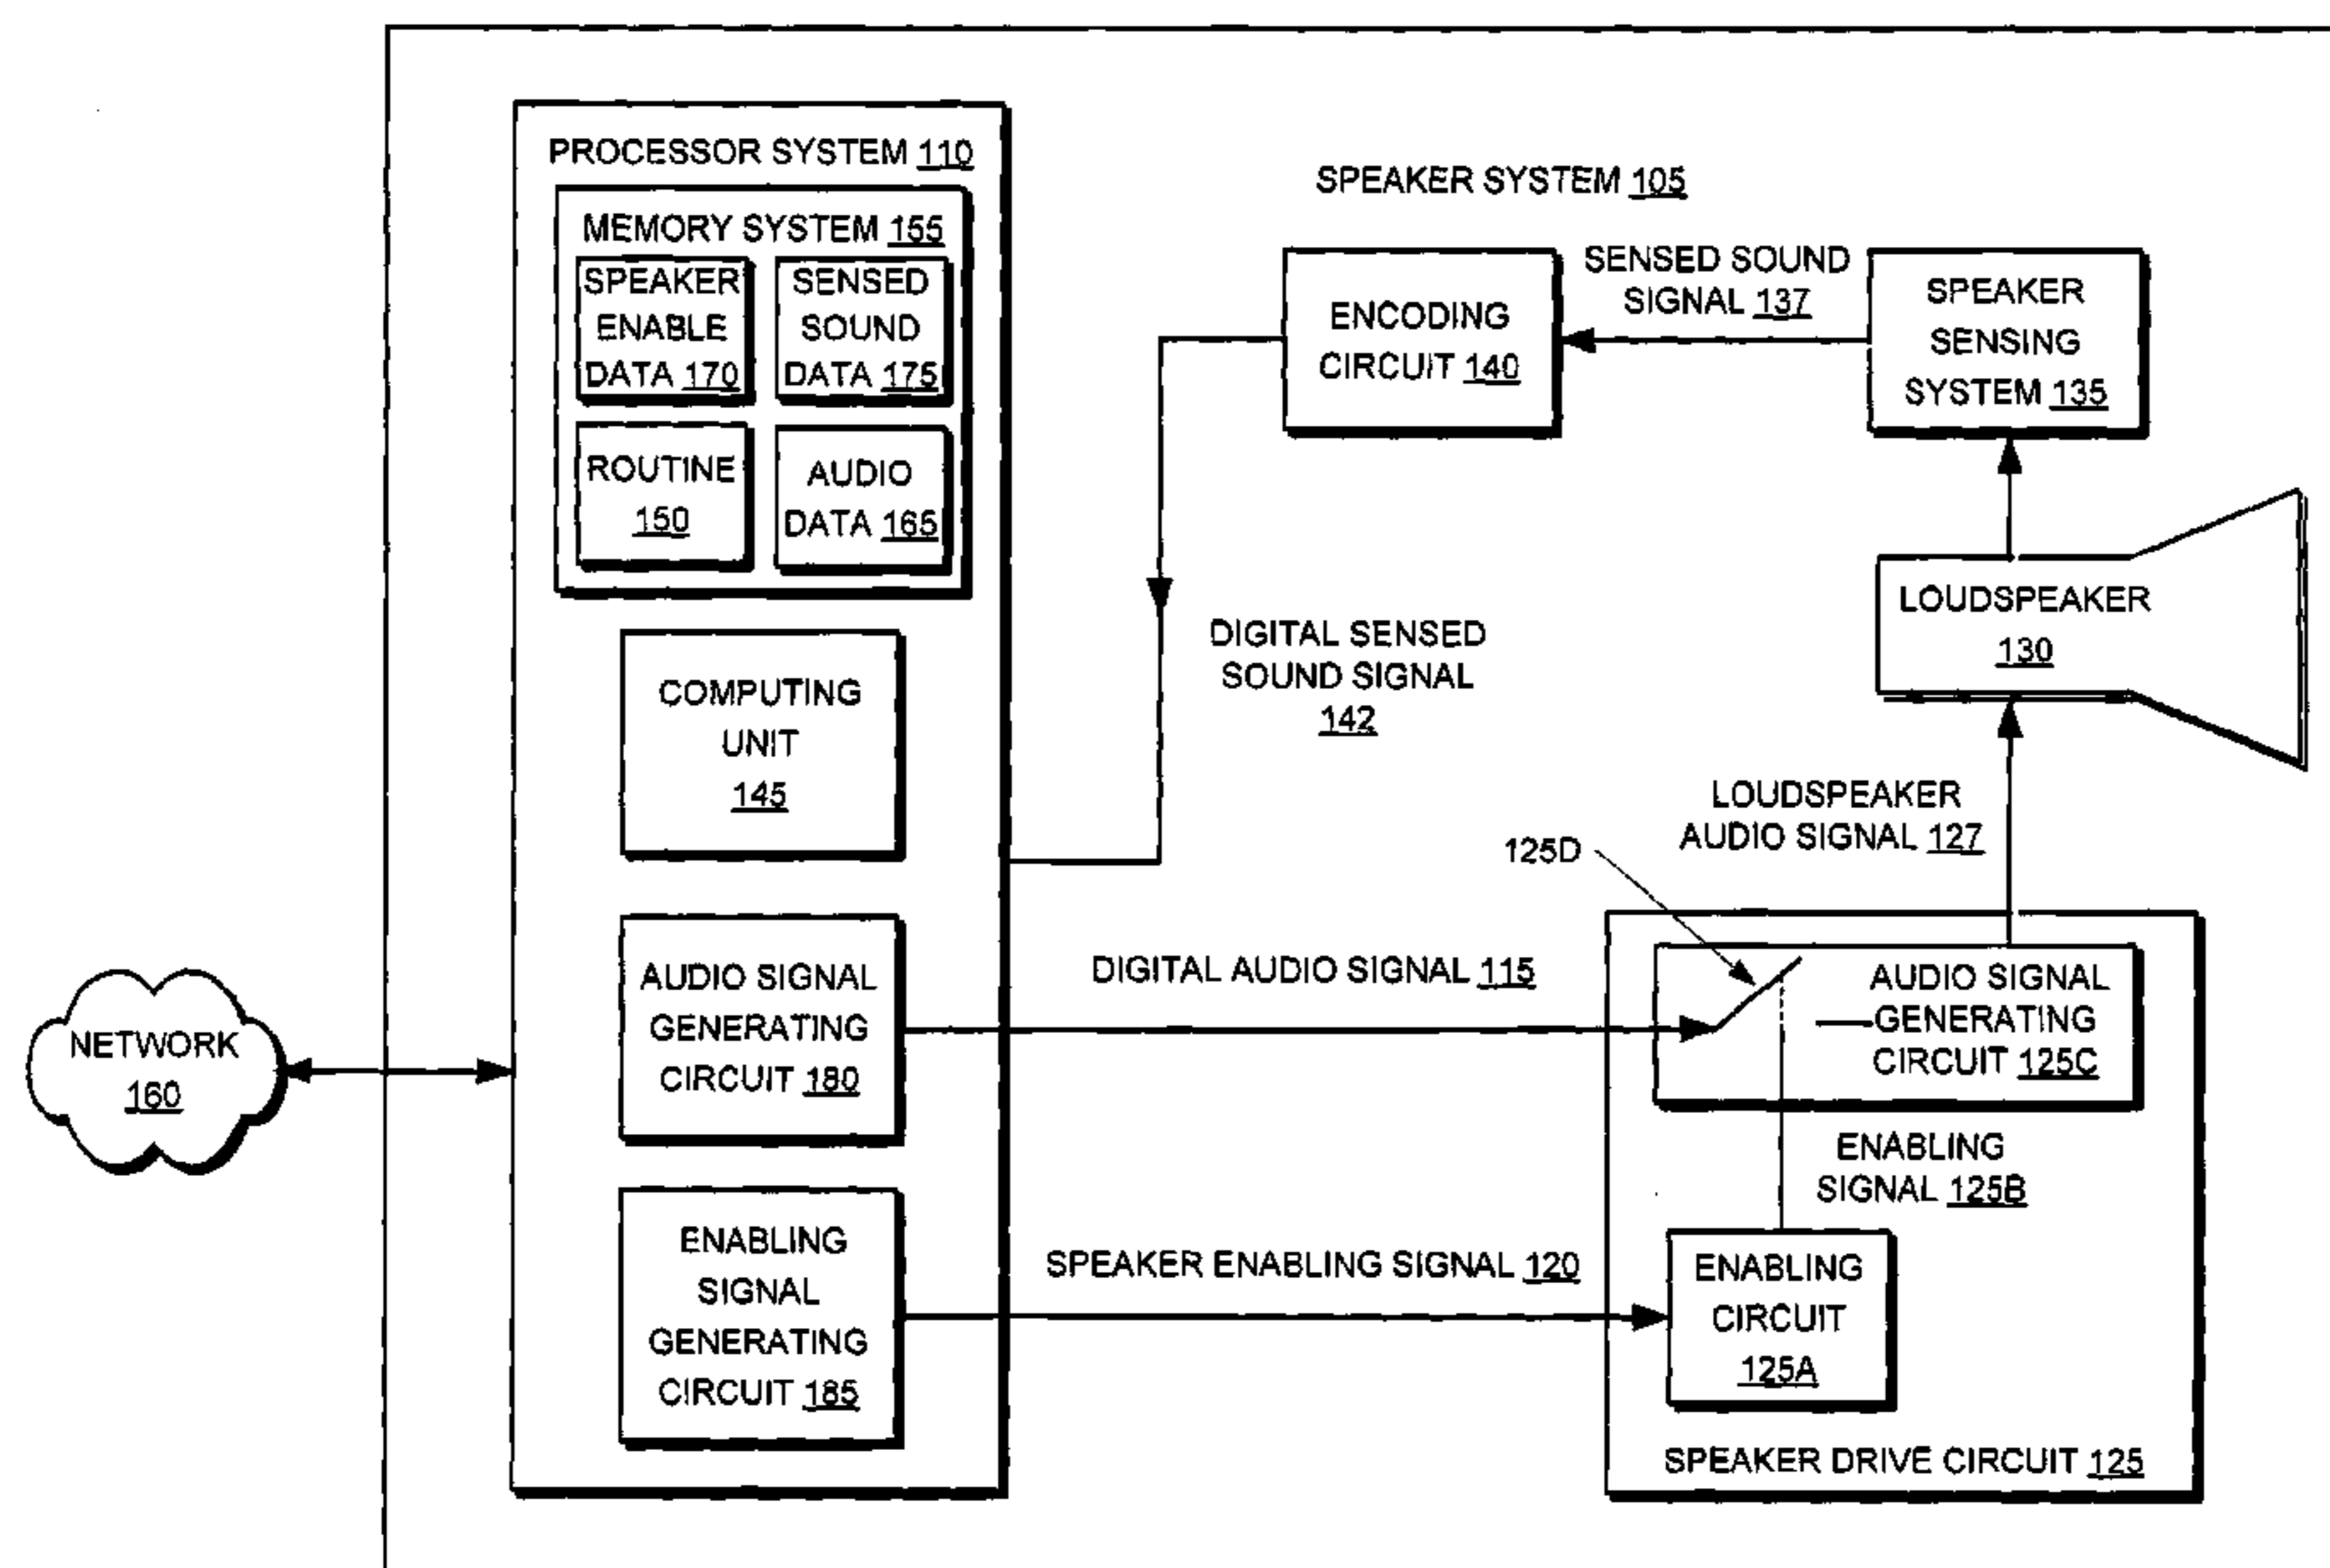 PROCESSOR SYSTEM 110
MEMORY SYSTEM 155
SPEAKER
ENABLE
DATA 170
SENSED
SOUND
DATA 175
ROUTINE
150
AUDIO
DATA 165
COMPUTING
UNIT
145
AUDIO SIGNAL
GENERATING
CIRCUIT 180
ENABLING
SIGNAL
GENERATING
CIRCUIT 185
NETWORK
160
SPEAKER SYSTEM 105
ENCODING
CIRCUIT 140
SENSED SOUND
SIGNAL 137
SPEAKER
SENSING
SYSTEM 135
DIGITAL SENSED
SOUND SIGNAL
142
LOUDSPEAKER
130
LOUDSPEAKER
AUDIO SIGNAL 127
125D
DIGITAL AUDIO SIGNAL 115
AUDIO SIGNAL
GENERATING
CIRCUIT 125C
ENABLING
SIGNAL 125B
SPEAKER ENABLING SIGNAL 120
ENABLING
CIRCUIT
125A
SPEAKER DRIVE CIRCUIT 125